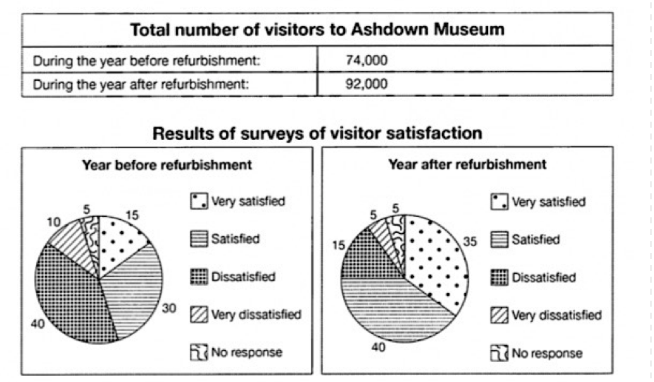 Total number of visitors to Ashdown Museum
During the year before refurbishment: 74,000
During the year after refurbishment: 92,000
Results of surveys of visitor satisfaction
Year before refurbishment
5
15
10
30
40
Very satisfied
Satisfied
Dissatisfied
Very dissatisfied
No response
Year after refurbishment
5
5
35
15
40
Very satisfied
Satisfied
Dissatisfied
Very dissatisfied
No response